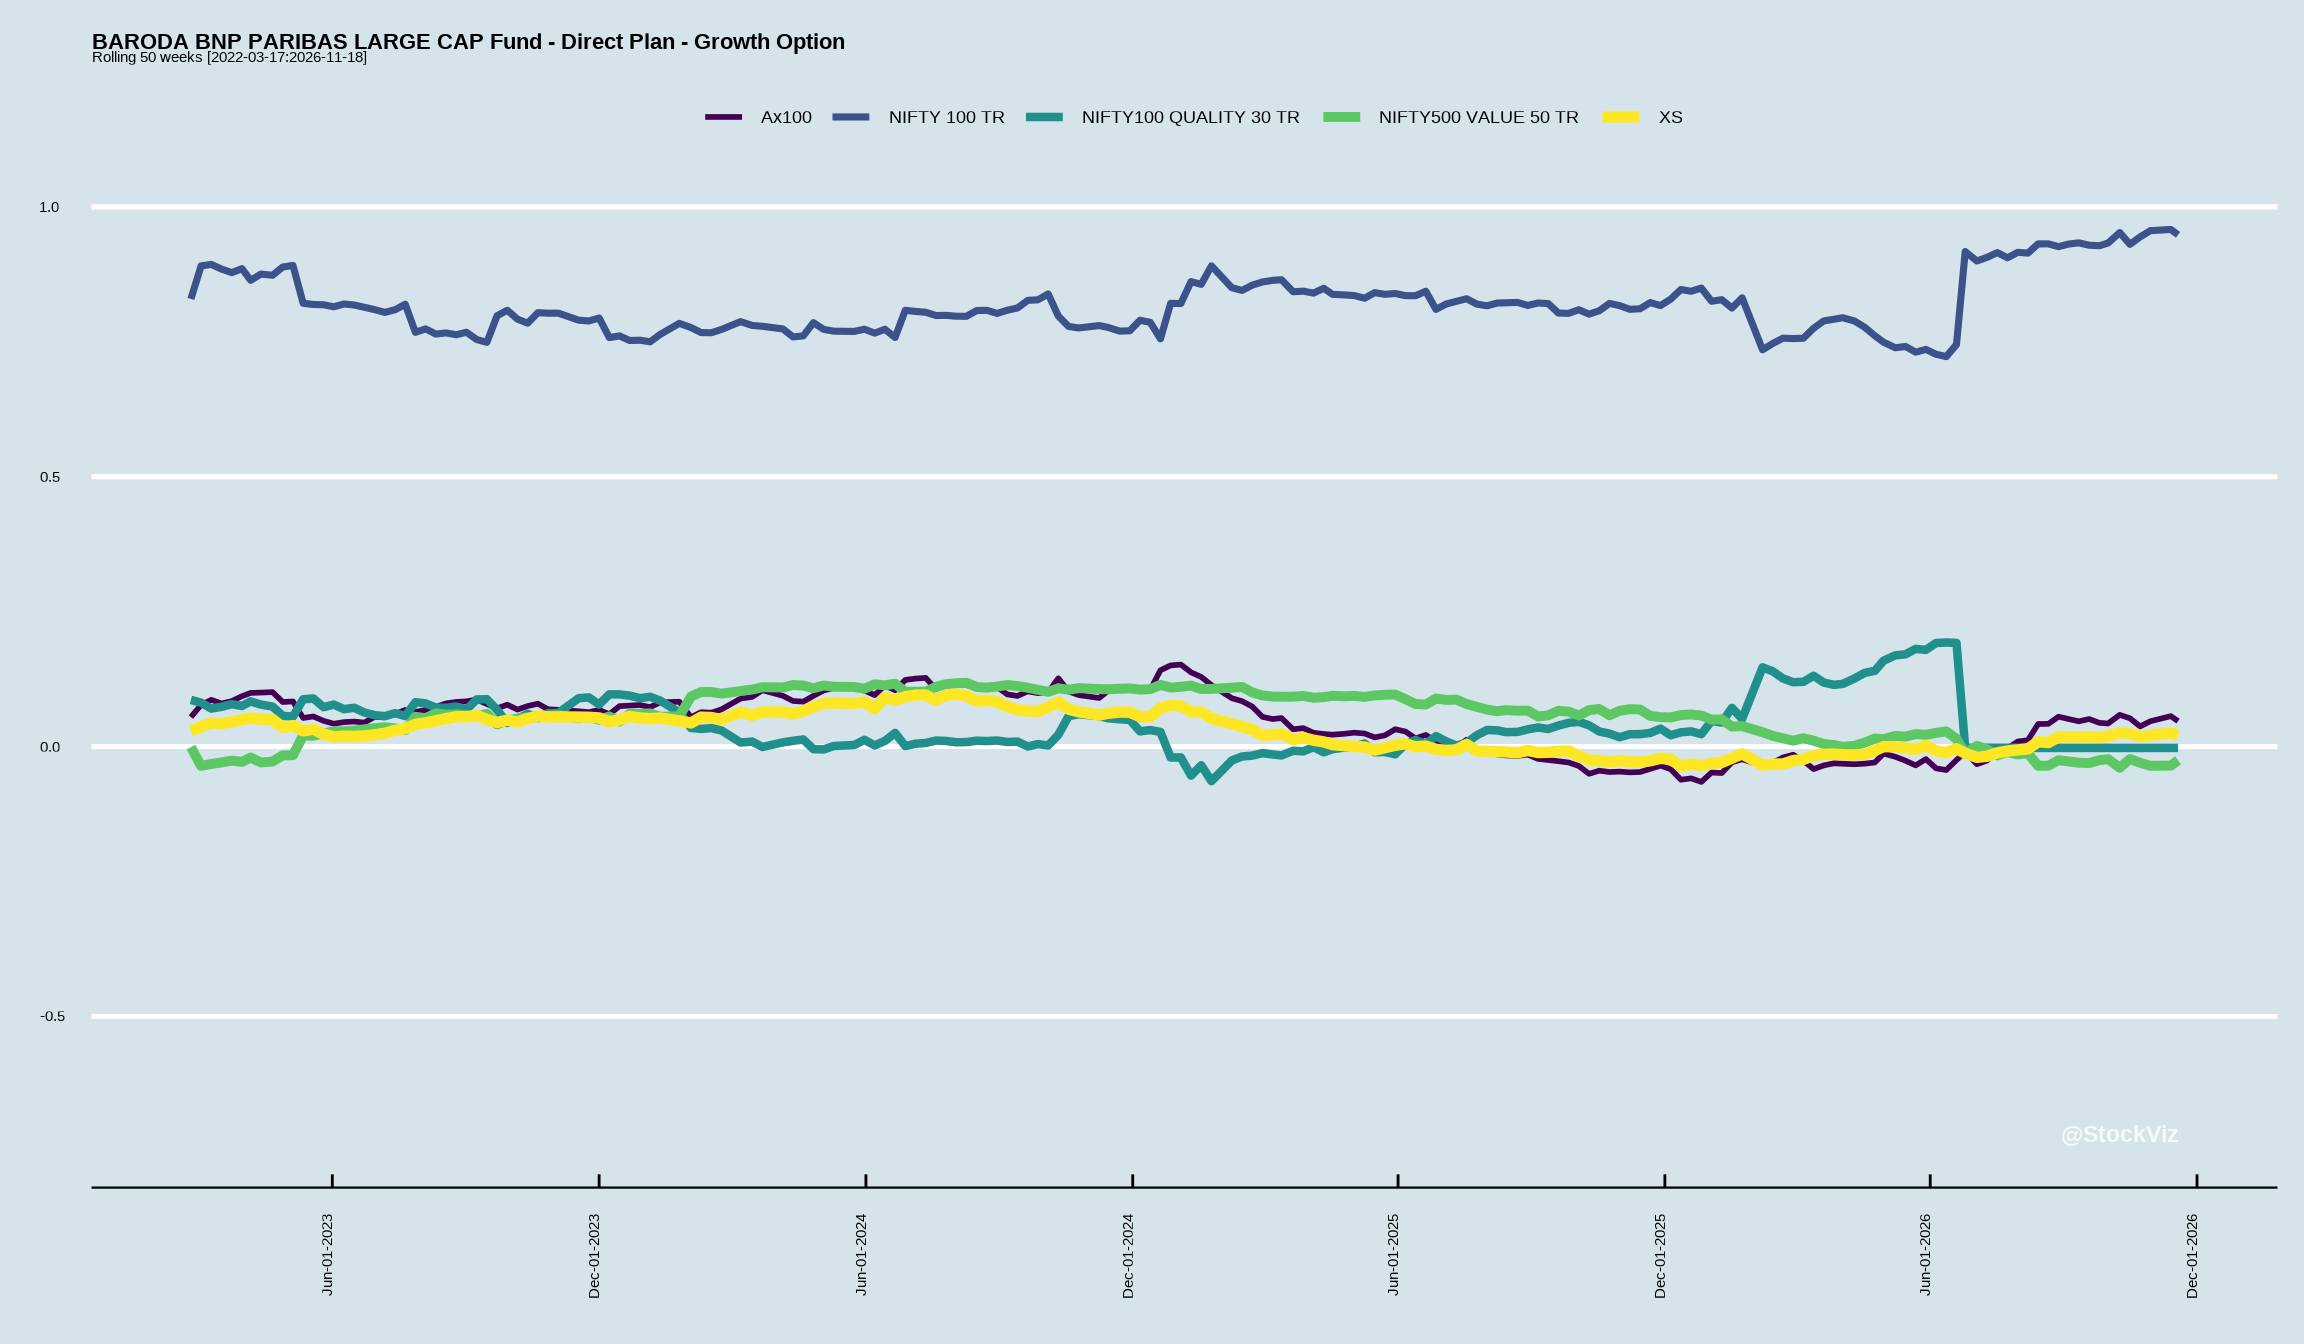 BARODA BNP PARIBAS LARGE CAP Fund - Direct Plan - Growth Option
Rolling 50 weeks [2022-03-17:2026-11-18]
Ax100 NIFTY 100 TR NIFTY100 QUALITY 30 TR NIFTY500 VALUE 50 TR XS
1.0
0.5
0.0
-0.5
@StockViz
Jun-01-2023 Dec-01-2023 Jun-01-2024 Dec-01-2024 Jun-01-2025 Dec-01-2025 Jun-01-2026 Dec-01-2026